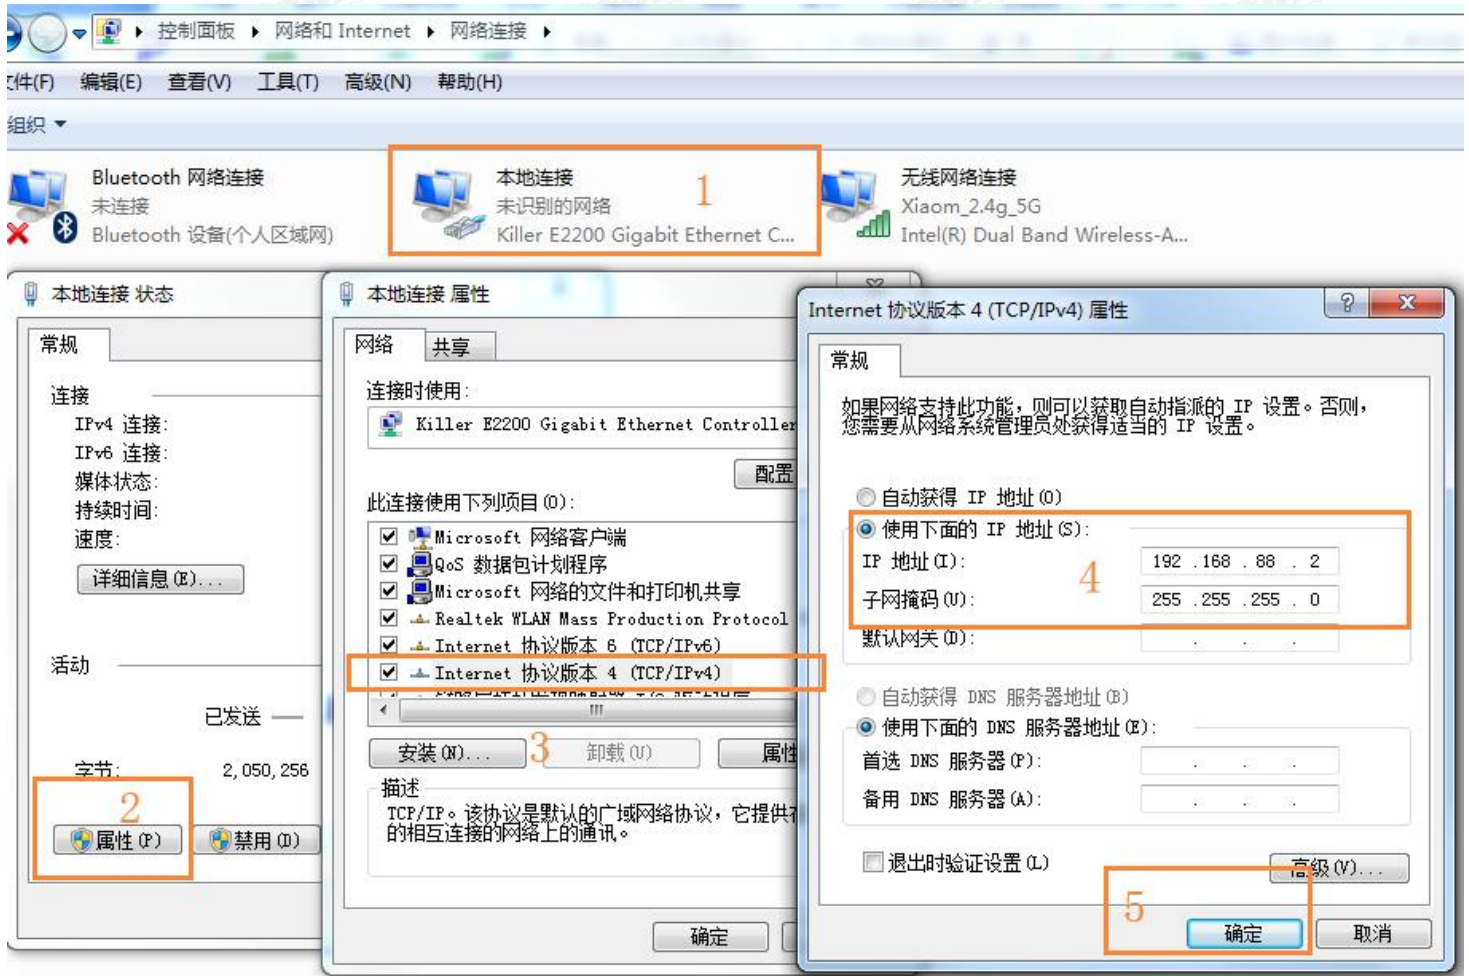 控制面板 ▸ 网络和 Internet ▸ 网络连接 ▸
件(F) 编辑(E) 查看(V) 工具(T) 高级(N) 帮助(H)
组织
Bluetooth 网络连接
未连接
Bluetooth 设备(个人区域网)
本地连接
未识别的网络
Killer E2200 Gigabit Ethernet C...
1
无线网络连接
Xiaom_2.4g_5G
Intel(R) Dual Band Wireless-A...
本地连接 状态
常规
连接
IPv4 连接:
IPv6 连接:
媒体状态:
持续时间:
速度:
详细信息(E)...
活动
已发送
字节:
2,050,256
2
属性(P)
禁用(D)
本地连接 属性
网络
共享
连接时使用:
Killer E2200 Gigabit Ethernet Controller
配置
此连接使用下列项目(O):
Microsoft 网络客户端
QoS 数据包计划程序
Microsoft 网络的文件和打印机共享
Realtek WLAN Mass Production Protocol
Internet 协议版本 6 (TCP/IPv6)
Internet 协议版本 4 (TCP/IPv4)
安装(N)...
3
卸载(U)
属性
描述
TCP/IP。该协议是默认的广域网络协议，它提供
的相互连接的网络上的通讯。
确定
Internet 协议版本 4 (TCP/IPv4) 属性
常规
如果网络支持此功能，则可以获取自动指派的 IP 设置。否则，
您需要从网络系统管理员处获得适当的 IP 设置。
自动获得 IP 地址(O)
使用下面的 IP 地址(S):
IP 地址(I):
192 .168 . 88 . 2
4
子网掩码(U):
255 .255 .255 . 0
默认网关(D):
. . .
自动获得 DNS 服务器地址(B)
使用下面的 DNS 服务器地址(E):
首选 DNS 服务器(P):
. . .
备用 DNS 服务器(A):
. . .
退出时验证设置(L)
高级(V)...
5
确定
取消